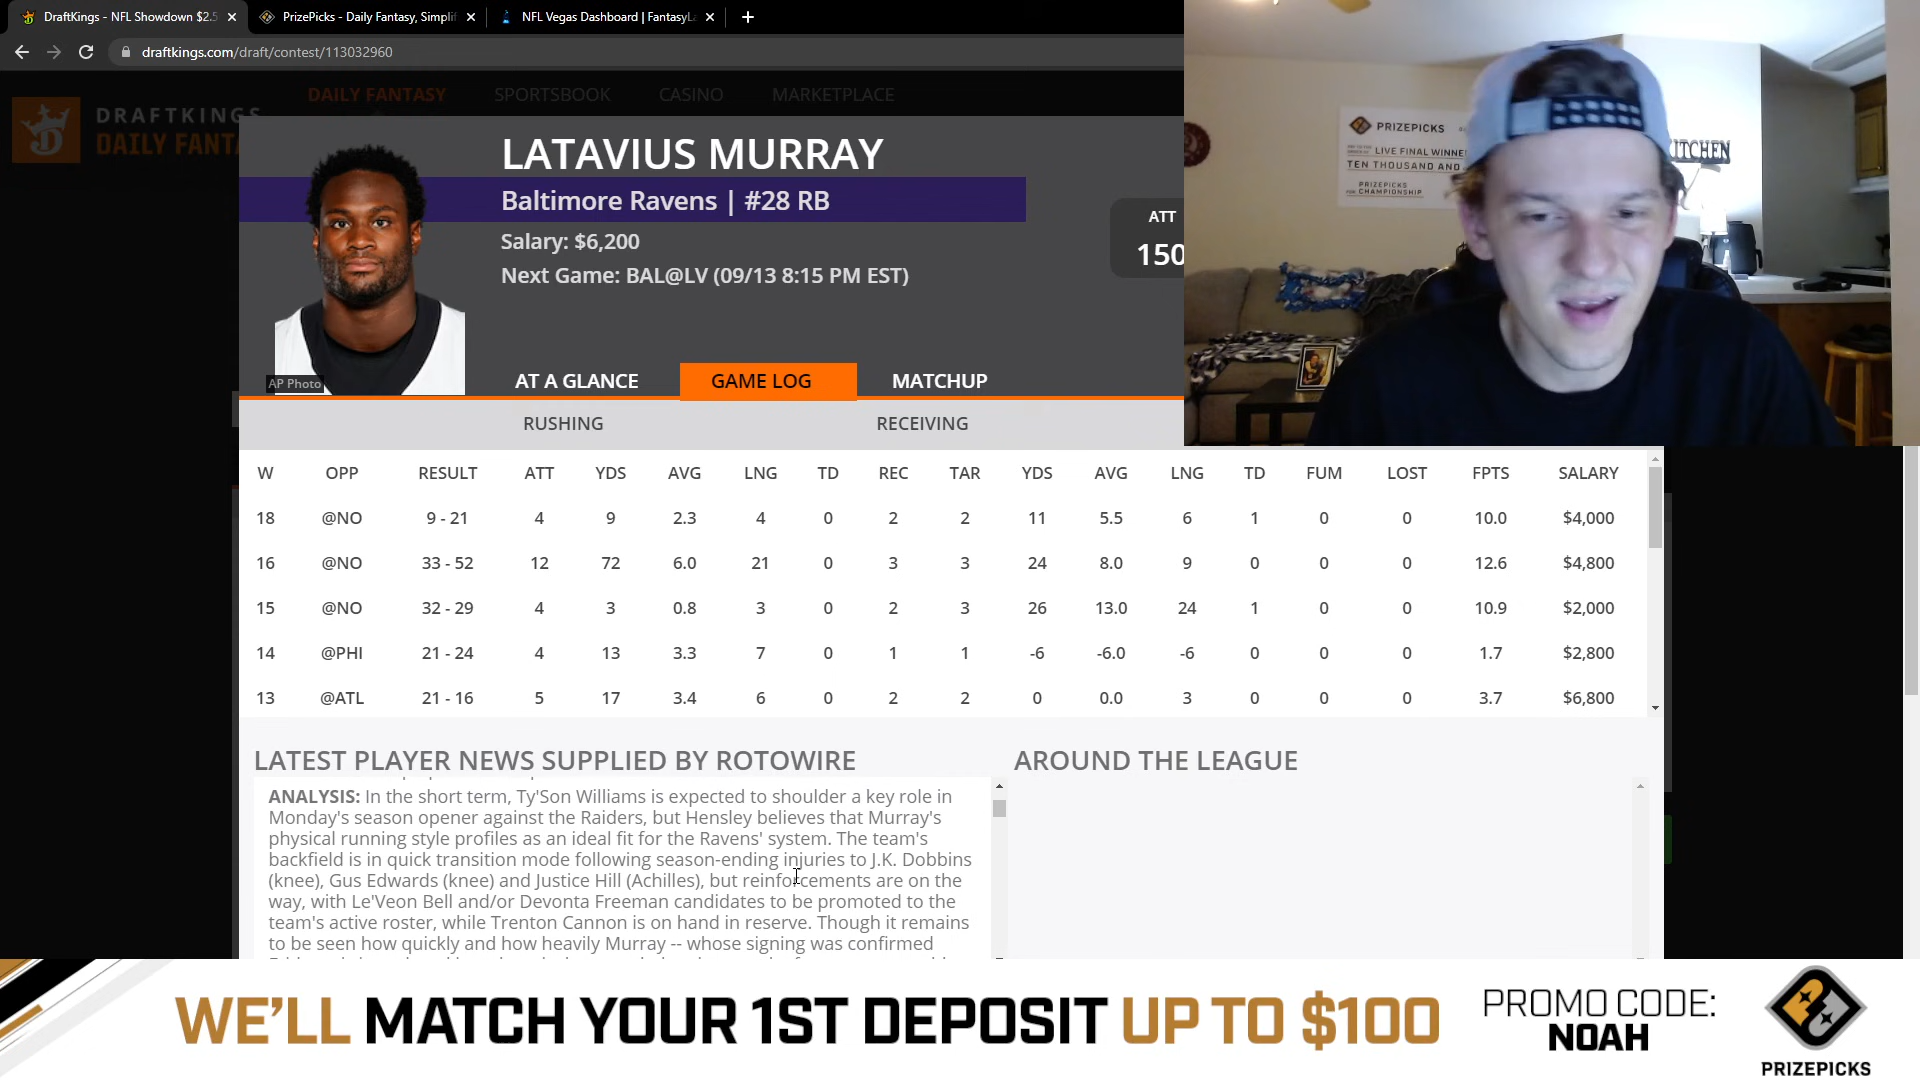 DraftKings - NFL Showdown $2.5
PrizePicks - Daily Fantasy, Simplif
NFL Vegas Dashboard | FantasyLa
draftkings.com/draft/contest/113032960
DRAFTKINGS
DAILY FANTA
DAILY FANTASY SPORTSBOOK CASINO MARKETPLACE
LATAVIUS MURRAY
Baltimore Ravens | #28 RB
Salary: $6,200
Next Game: BAL@LV (09/13 8:15 PM EST)
ATT
150
AP Photo
PRIZEPICKS
LIVE FINAL WINNE
TEN THOUSAND AND
PRIZEPICKS
CHAMPIONSHIP
ITCHEN
AT A GLANCE GAME LOG MATCHUP
RUSHING RECEIVING
W OPP RESULT ATT YDS AVG LNG TD REC TAR YDS AVG LNG TD FUM LOST FPTS SALARY
18 @NO 9 - 21 4 9 2.3 4 0 2 2 11 5.5 6 1 0 0 10.0 $4,000
16 @NO 33 - 52 12 72 6.0 21 0 3 3 24 8.0 9 0 0 0 12.6 $4,800
15 @NO 32 - 29 4 3 0.8 3 0 2 3 26 13.0 24 1 0 0 10.9 $2,000
14 @PHI 21 - 24 4 13 3.3 7 0 1 1 -6 -6.0 -6 0 0 0 1.7 $2,800
13 @ATL 21 - 16 5 17 3.4 6 0 2 2 0 0.0 3 0 0 0 3.7 $6,800
LATEST PLAYER NEWS SUPPLIED BY ROTOWIRE
ANALYSIS: In the short term, Ty'Son Williams is expected to shoulder a key role in
Monday's season opener against the Raiders, but Hensley believes that Murray's
physical running style profiles as an ideal fit for the Ravens' system. The team's
backfield is in quick transition mode following season-ending injuries to J.K. Dobbins
(knee), Gus Edwards (knee) and Justice Hill (Achilles), but reinforcements are on the
way, with Le'Veon Bell and/or Devonta Freeman candidates to be promoted to the
team's active roster, while Trenton Cannon is on hand in reserve. Though it remains
to be seen how quickly and how heavily Murray -- whose signing was confirmed
AROUND THE LEAGUE
WE'LL MATCH YOUR 1ST DEPOSIT UP TO $100
PROMO CODE:
NOAH
PRIZEPICKS